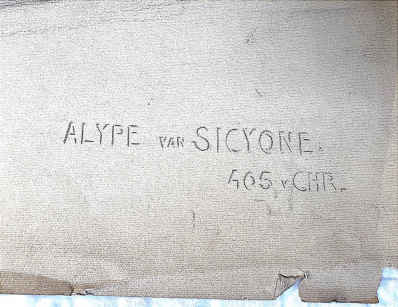 ALYPE VAN SICYONE.
405 v CHR.